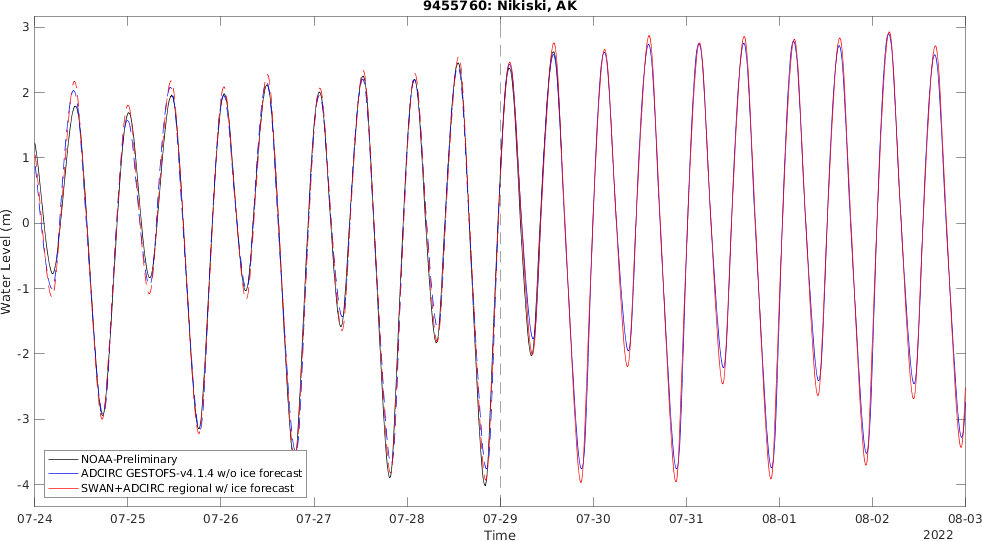 9455760: Nikiski, AK
3
2
1
0
-1
-2
-3
-4
Water Level (m)
NOAA-Preliminary
ADCIRC GESTOFS-v4.1.4 w/o ice forecast
SWAN+ADCIRC regional w/ ice forecast
07-24 07-25 07-26 07-27 07-28 07-29 07-30 07-31 08-01 08-02 08-03
Time
2022